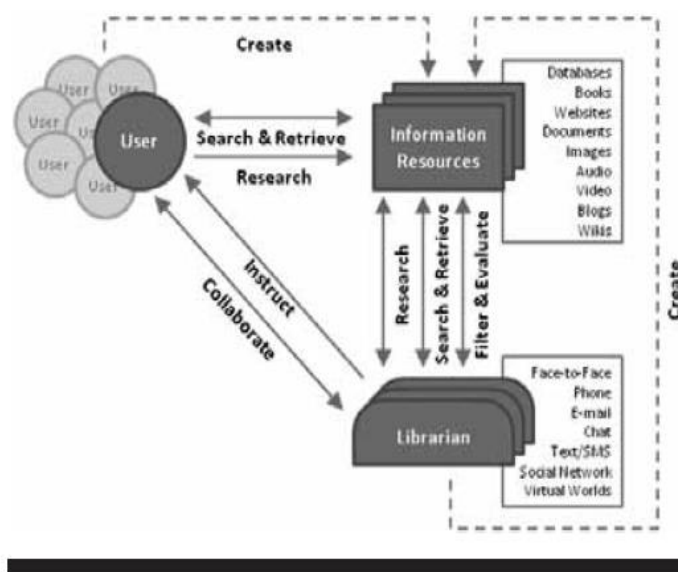 Create
User
User
User
User
User
User
User
Search & Retrieve
Research
Information
Resources
Databases
Books
Websites
Documents
Images
Audio
Video
Blogs
Wikis
Instruct
Collaborate
Research
Search & Retrieve
Filter & Evaluate
Create
Librarian
Face-to-Face
Phone
E-mail
Chat
Text/SMS
Social Network
Virtual Worlds